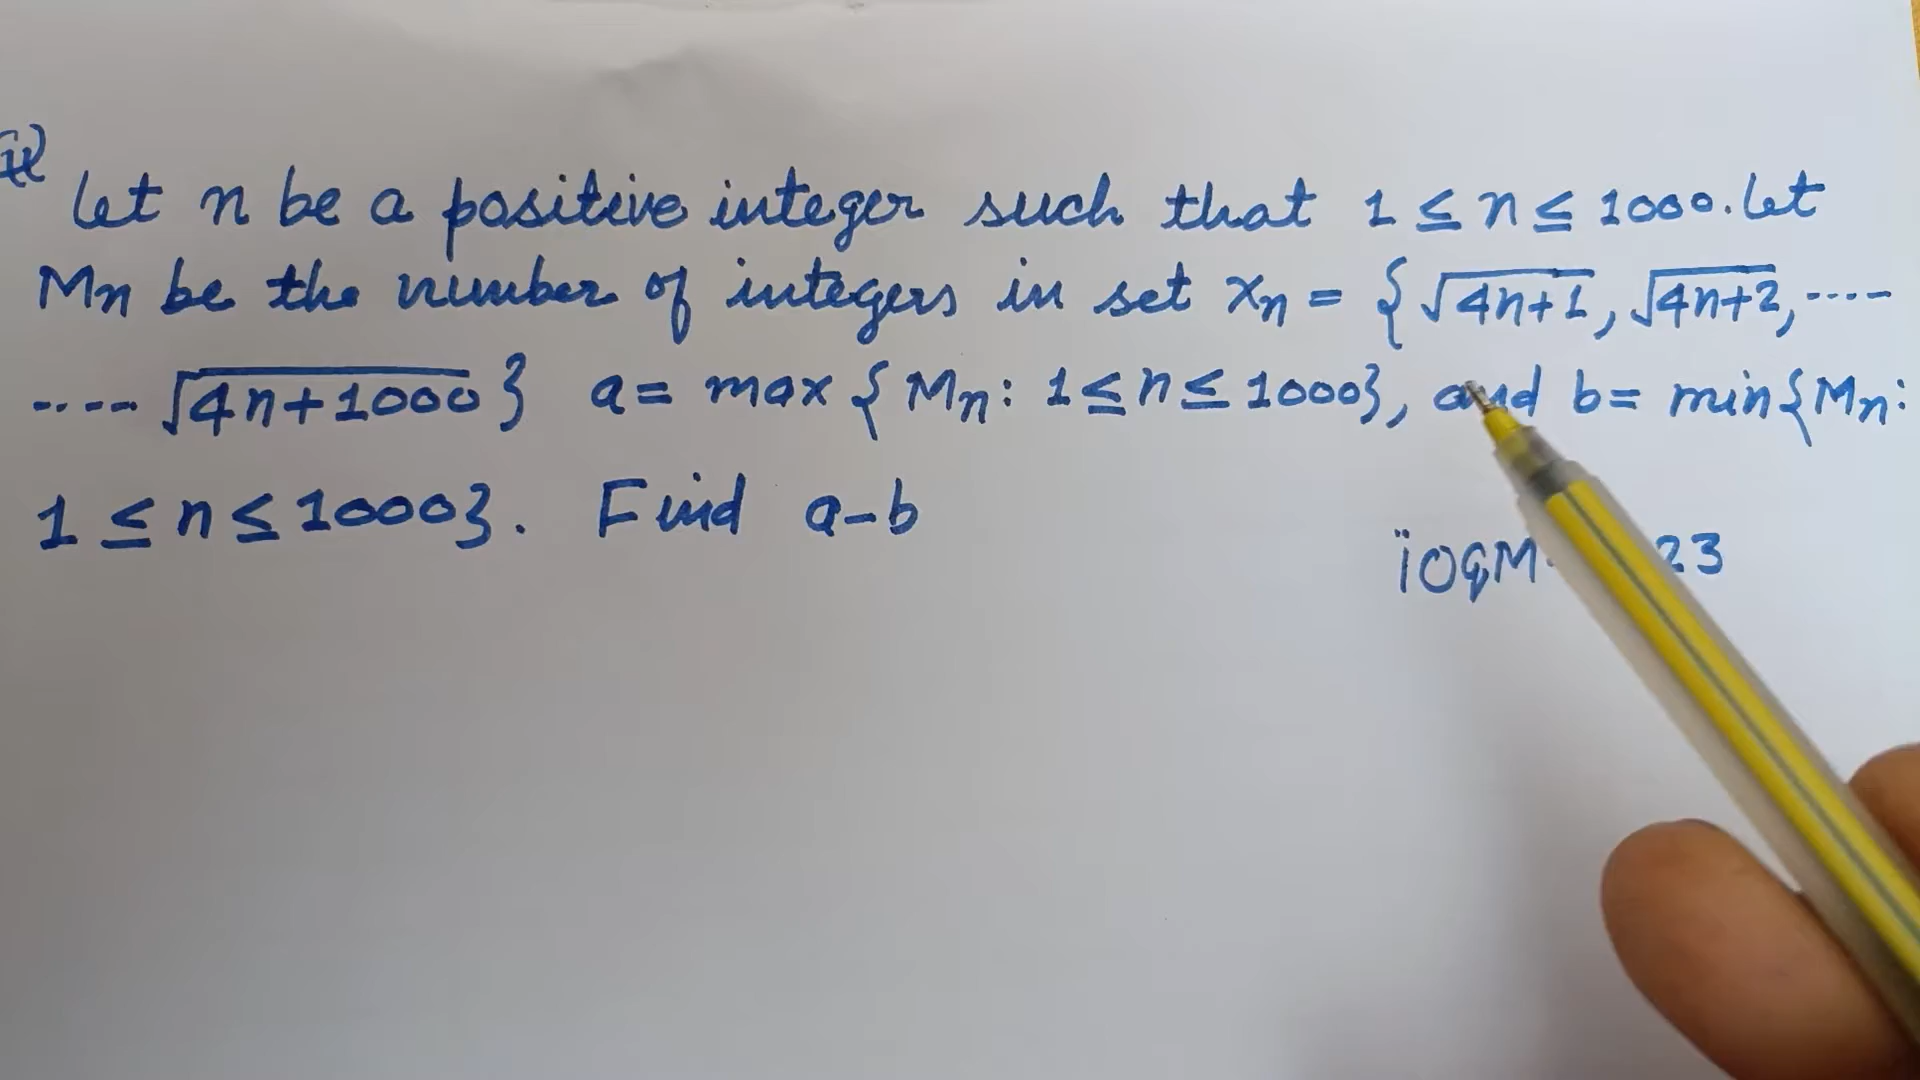 Let n be a positive integer such that 1 ≤ n ≤ 1000. Let
Mn be the number of integers in set xn = {√4n+1, √4n+2, ----
---- √4n+1000} a = max {Mn: 1 ≤ n ≤ 1000}, and b = min{Mn:
1 ≤ n ≤ 1000}. Find a-b
IOQM 23